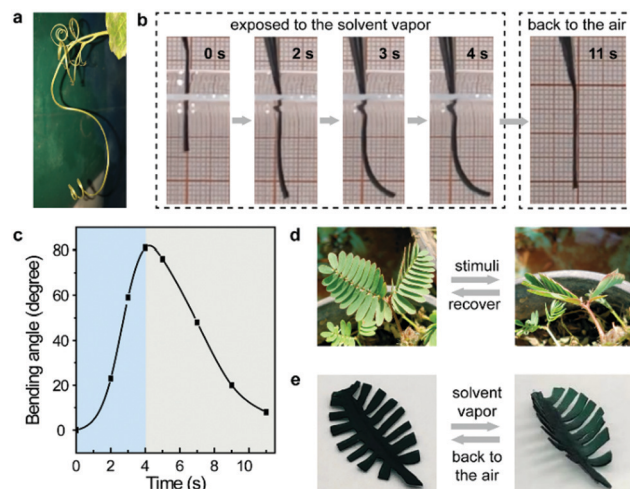 a
b
exposed to the solvent vapor
back to the air
0 s
2 s
3 s
4 s
11 s
c
80
60
40
20
0
Bending angle (degree)
0 2 4 6 8 10
Time (s)
d
stimuli
recover
e
solvent
vapor
back to
the air